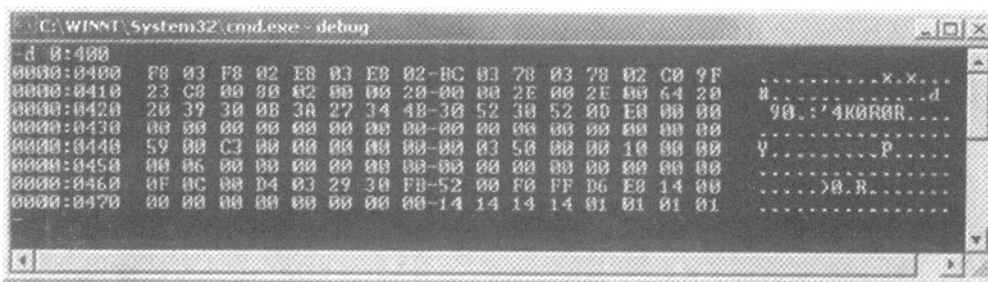 C:\WINNT\System32\cmd.exe - debug
-d 0:400
0000:0400 F8 03 F8 02 E8 03 E8 02-BC 03 78 03 78 02 C0 9F ..........x.x...
0000:0410 23 C8 00 80 02 00 00 20-00 00 2E 00 2E 00 64 20 #...... ......d
0000:0420 20 39 30 0B 3A 27 34 4B-30 52 30 52 0D E0 00 00 90.:'4K0R0R....
0000:0430 00 00 00 00 00 00 00 00-00 00 00 00 00 00 00 00 ................
0000:0440 59 00 C3 00 00 00 00 00-00 03 50 00 00 10 00 00 Y.........P.....
0000:0450 00 06 00 00 00 00 00 00-00 00 00 00 00 00 00 00 ................
0000:0460 0F 0C 00 D4 03 29 30 FB-52 00 F0 FF D6 E8 14 00 .....>0.R.......
0000:0470 00 00 00 00 00 00 00 00-14 14 14 14 01 01 01 01 ................
-